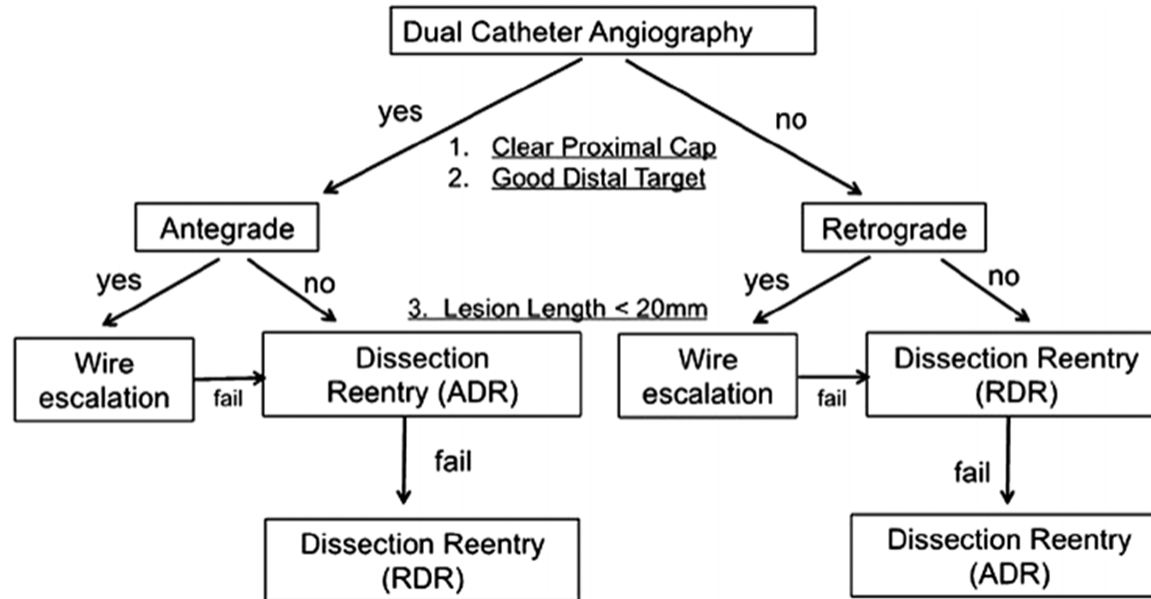 Dual Catheter Angiography
yes
no
1. Clear Proximal Cap
2. Good Distal Target
Antegrade
Retrograde
yes
no
yes
no
3. Lesion Length < 20mm
Wire
escalation
fail
Dissection
Reentry (ADR)
Wire
escalation
fail
Dissection Reentry
(RDR)
fail
fail
Dissection Reentry
(RDR)
Dissection Reentry
(ADR)